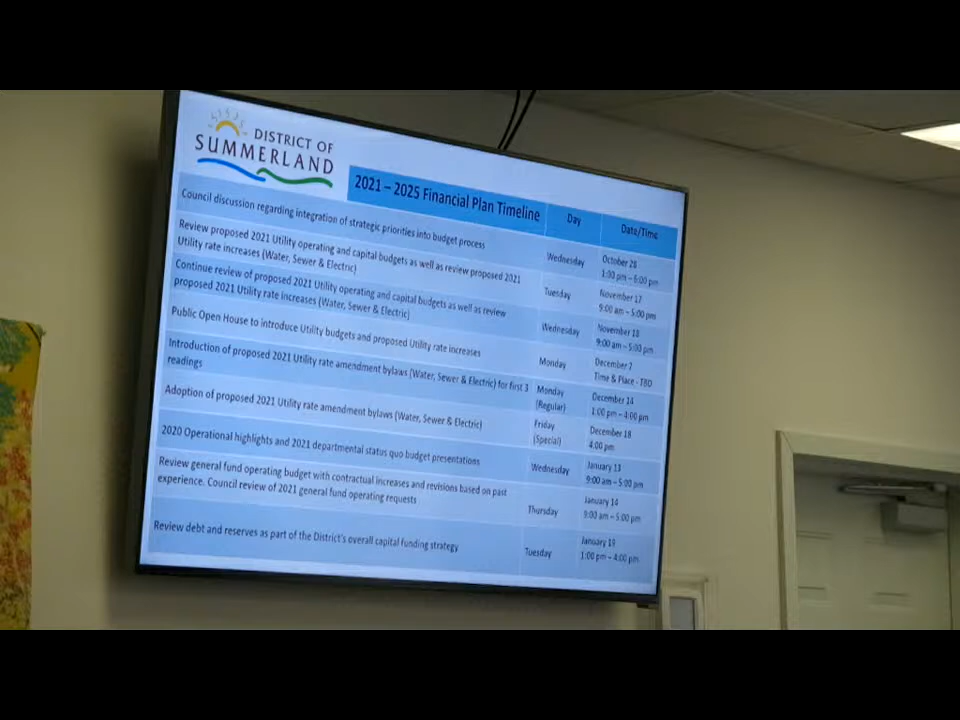 DISTRICT OF
SUMMERLAND
2021 – 2025 Financial Plan Timeline
Day
Date/Time
Council discussion regarding integration of strategic priorities into budget process
Wednesday
October 28
1:00 pm – 6:00 pm
Review proposed 2021 Utility operating and capital budgets as well as review proposed 2021
Utility rate increases (Water, Sewer & Electric)
Tuesday
November 17
9:00 am – 5:00 pm
Continue review of proposed 2021 Utility operating and capital budgets as well as review
proposed 2021 Utility rate increases (Water, Sewer & Electric)
Wednesday
November 18
9:00 am – 5:00 pm
Public Open House to introduce Utility budgets and proposed Utility rate increases
Monday
December 7
Time & Place - TBD
Introduction of proposed 2021 Utility rate amendment bylaws (Water, Sewer & Electric) for first 3
readings
Monday
(Regular)
December 14
1:00 pm – 4:00 pm
Adoption of proposed 2021 Utility rate amendment bylaws (Water, Sewer & Electric)
Friday
(Special)
December 18
4:00 pm
2020 Operational highlights and 2021 departmental status quo budget presentations
Wednesday
January 13
9:00 am – 5:00 pm
Review general fund operating budget with contractual increases and revisions based on past
experience. Council review of 2021 general fund operating requests
Thursday
January 14
9:00 am – 5:00 pm
Review debt and reserves as part of the District's overall capital funding strategy
Tuesday
January 19
1:00 pm – 4:00 pm